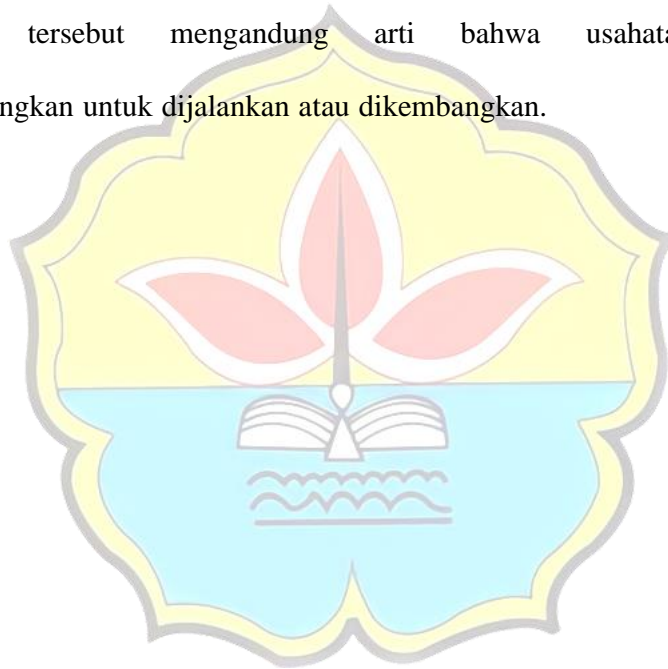 tersebut mengandung arti bahwa usahata
ngkan untuk dijalankan atau dikembangkan.